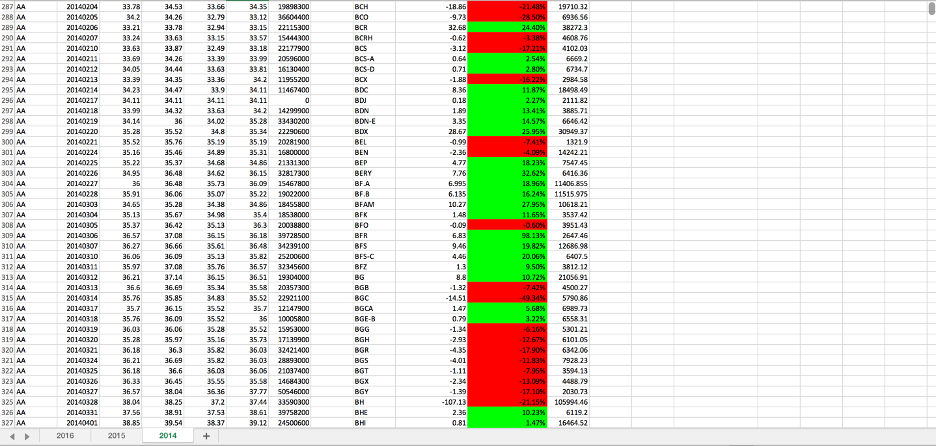 287 AA 20140204 33.78 34.53 33.66 34.35 19898300 BCH -18.86 -21.48% 19710.32
288 AA 20140205 34.2 34.26 32.79 33.12 36604400 BCO -9.73 -28.50% 6936.56
289 AA 20140206 33.21 33.78 32.94 33.15 22115300 BCR 32.68 24.40% 38272.3
290 AA 20140207 33.24 33.63 33.15 33.57 15444300 BCRH -0.62 -3.38% 4608.76
291 AA 20140210 33.63 33.87 32.49 33.18 22177900 BCS -3.12 -17.21% 4102.03
292 AA 20140211 33.69 34.26 33.39 33.99 20596000 BCS-A 0.64 2.54% 6669.2
293 AA 20140212 34.05 34.44 33.63 33.81 16130400 BCS-D 0.71 2.80% 6734.7
294 AA 20140213 33.39 34.35 33.36 34.2 11955200 BCX -1.88 -16.22% 2984.58
295 AA 20140214 34.23 34.47 33.9 34.11 11467400 BDC 8.36 11.87% 18498.49
296 AA 20140217 34.11 34.11 34.11 34.11 0 BDJ 0.18 2.27% 2111.82
297 AA 20140218 33.99 34.32 33.63 34.2 14299900 BDN 1.89 13.41% 3885.71
298 AA 20140219 34.14 36 34.02 35.28 33430200 BDN-E 3.35 14.57% 6646.42
299 AA 20140220 35.28 35.52 34.8 35.34 22290600 BDX 28.67 25.95% 30949.37
300 AA 20140221 35.52 35.76 35.19 35.19 20281900 BEL -0.99 -7.41% 1321.9
301 AA 20140224 35.16 35.46 34.89 35.31 16800000 BEN -2.36 -4.09% 14242.21
302 AA 20140225 35.22 35.37 34.68 34.86 21331300 BEP 4.77 18.23% 7547.45
303 AA 20140226 34.95 36.48 34.62 36.15 32817300 BERY 7.76 32.62% 6416.36
304 AA 20140227 36 36.48 35.73 36.09 15467800 BF.A 6.995 18.96% 11406.855
305 AA 20140228 35.91 36.06 35.07 35.22 19022000 BF.B 6.135 16.24% 11515.975
306 AA 20140303 34.65 35.28 34.38 34.86 18455800 BFAM 10.27 27.95% 10618.21
307 AA 20140304 35.13 35.67 34.98 35.4 18538000 BFK 1.48 11.65% 3537.42
308 AA 20140305 35.37 36.42 35.13 36.3 20038800 BFO -0.09 -0.60% 3951.43
309 AA 20140306 36.57 37.08 36.15 36.18 39728500 BFR 6.83 98.13% 2647.46
310 AA 20140307 36.27 36.66 35.61 36.48 34239100 BFS 9.46 19.82% 12686.98
311 AA 20140310 36.06 36.09 35.13 35.82 25200600 BFS-C 4.46 20.06% 6407.5
312 AA 20140311 35.97 37.08 35.76 36.57 32345600 BFZ 1.3 9.50% 3812.12
313 AA 20140312 36.21 37.14 36.15 36.51 19304000 BG 8.8 10.72% 21056.91
314 AA 20140313 36.6 36.69 35.34 35.58 20357300 BGB -1.32 -7.42% 4500.27
315 AA 20140314 35.76 35.85 34.83 35.52 22921100 BGC -14.51 -49.34% 5790.86
316 AA 20140317 35.7 36.15 35.52 35.7 12147900 BGCA 1.47 5.68% 6989.73
317 AA 20140318 35.76 36.09 35.52 36 10005800 BGE-B 0.79 3.22% 6558.31
318 AA 20140319 36.03 36.06 35.28 35.52 15953000 BGG -1.34 -6.16% 5301.21
319 AA 20140320 35.28 35.97 35.16 35.73 17139900 BGH -2.93 -12.67% 6101.05
320 AA 20140321 36.18 36.3 35.82 36.03 32421400 BGR -4.35 -17.90% 6342.06
321 AA 20140324 36.21 36.69 35.82 36.03 28893000 BGS -4.01 -11.83% 7928.23
322 AA 20140325 36.18 36.6 36.03 36.06 21037400 BGT -1.11 -7.95% 3594.13
323 AA 20140326 36.33 36.45 35.55 35.58 14684300 BGX -2.34 -13.09% 4488.79
324 AA 20140327 36.57 38.04 36.36 37.77 50546000 BGY -1.39 -17.10% 2030.73
325 AA 20140328 38.04 38.25 37.2 37.44 33590300 BH -107.13 -21.15% 105994.46
326 AA 20140331 37.56 38.91 37.53 38.61 39758200 BHE 2.36 10.23% 6119.2
327 AA 20140401 38.85 39.54 38.37 39.12 24500600 BHI 0.81 1.47% 16464.52
2016 2015 2014 +